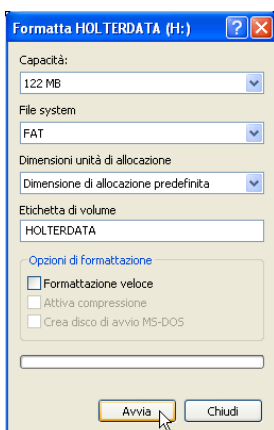 Formatta HOLTERDATA (H:)
Capacità:
122 MB
File system
FAT
Dimensioni unità di allocazione
Dimensione di allocazione predefinita
Etichetta di volume
HOLTERDATA
Opzioni di formattazione
Formattazione veloce
Attiva compressione
Crea disco di avvio MS-DOS
Avvia
Chiudi